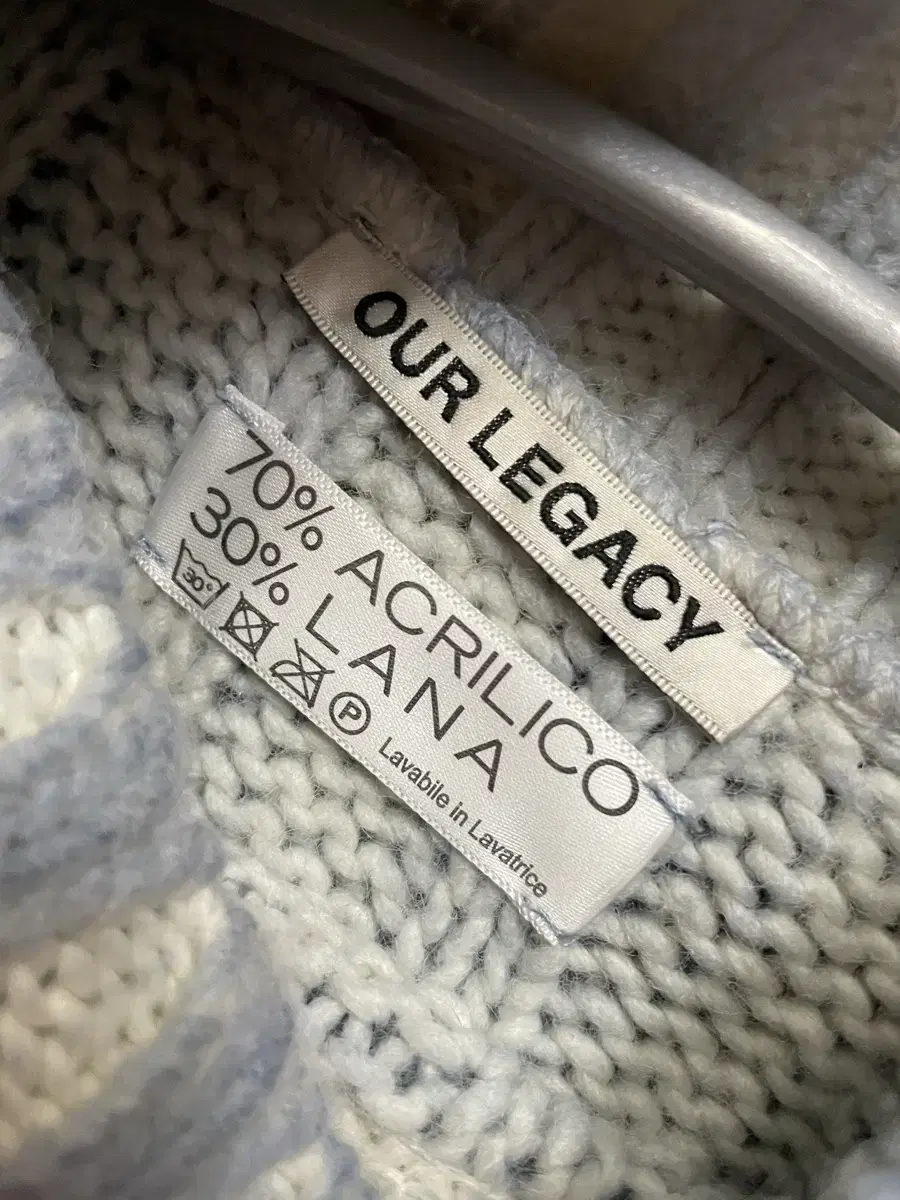 OUR LEGACY
70% ACRILICO
30% LANA
30°
P
Lavabile in Lavatrice